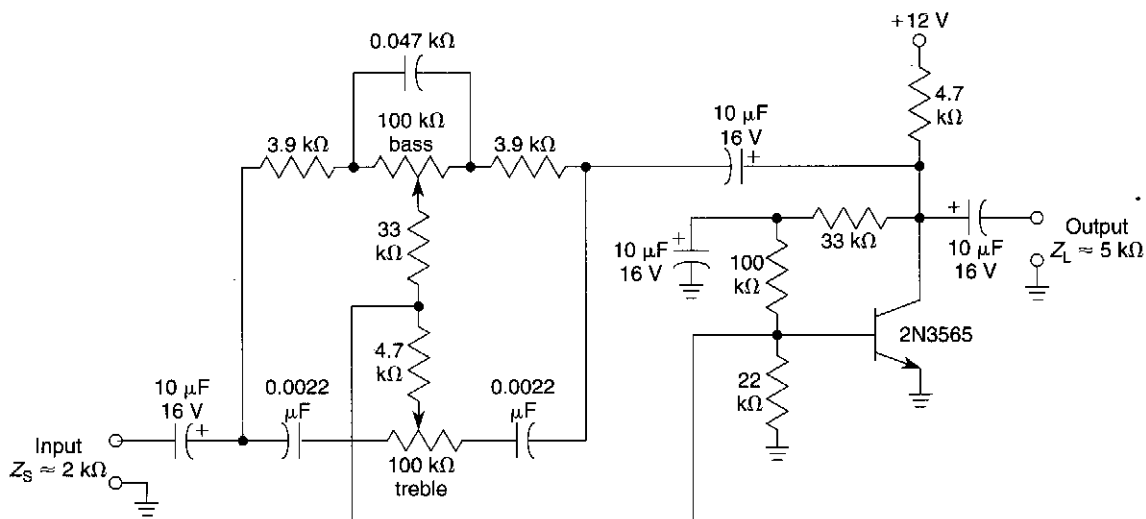 0.047 kΩ
+12 V
4.7
kΩ
100 kΩ
bass
3.9 kΩ
3.9 kΩ
10 µF
16 V
+
33
kΩ
10 µF
16 V
+
33 kΩ
100
kΩ
+
10 µF
16 V
Output
Z_L ≈ 5 kΩ
2N3565
4.7
kΩ
22
kΩ
10 µF
16 V
+
0.0022
µF
0.0022
µF
Input
Z_S ≈ 2 kΩ
100 kΩ
treble